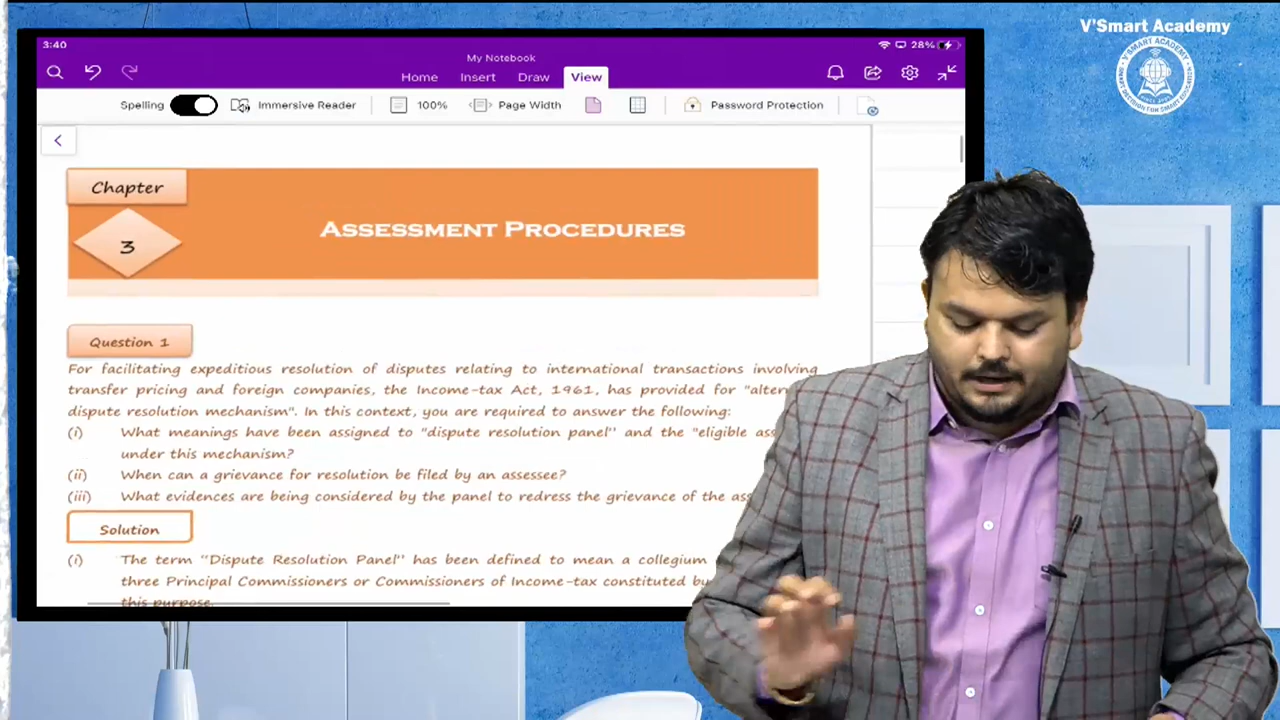 V'Smart Academy
3:40
28%
My Notebook
Home Insert Draw View
Spelling Immersive Reader 100% Page Width Password Protection
Chapter
3
ASSESSMENT PROCEDURES
Question 1
For facilitating expeditious resolution of disputes relating to international transactions involving
transfer pricing and foreign companies, the Income-tax Act, 1961, has provided for "alter
dispute resolution mechanism". In this context, you are required to answer the following:
(i) What meanings have been assigned to "dispute resolution panel" and the "eligible ass
under this mechanism?
(ii) When can a grievance for resolution be filed by an assessee?
(iii) What evidences are being considered by the panel to redress the grievance of the ass
Solution
(i) The term "Dispute Resolution Panel" has been defined to mean a collegium
three Principal Commissioners or Commissioners of Income-tax constituted by
this purpose.